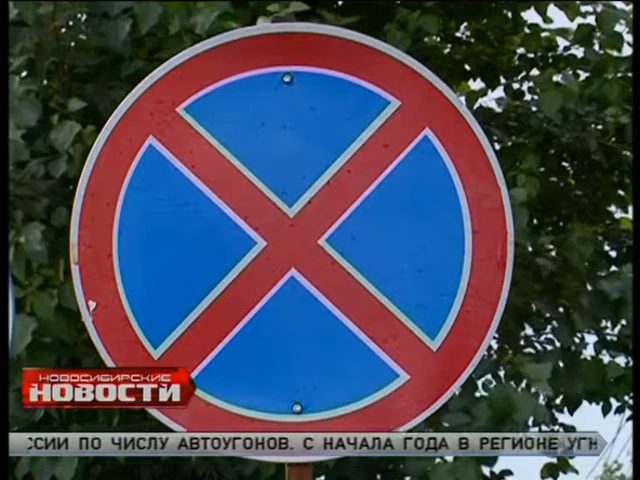 НОВОСИБИРСКИЕ
НОВОСТИ
ССИИ ПО ЧИСЛУ АВТОУГОНОВ. С НАЧАЛА ГОДА В РЕГИОНЕ УГН